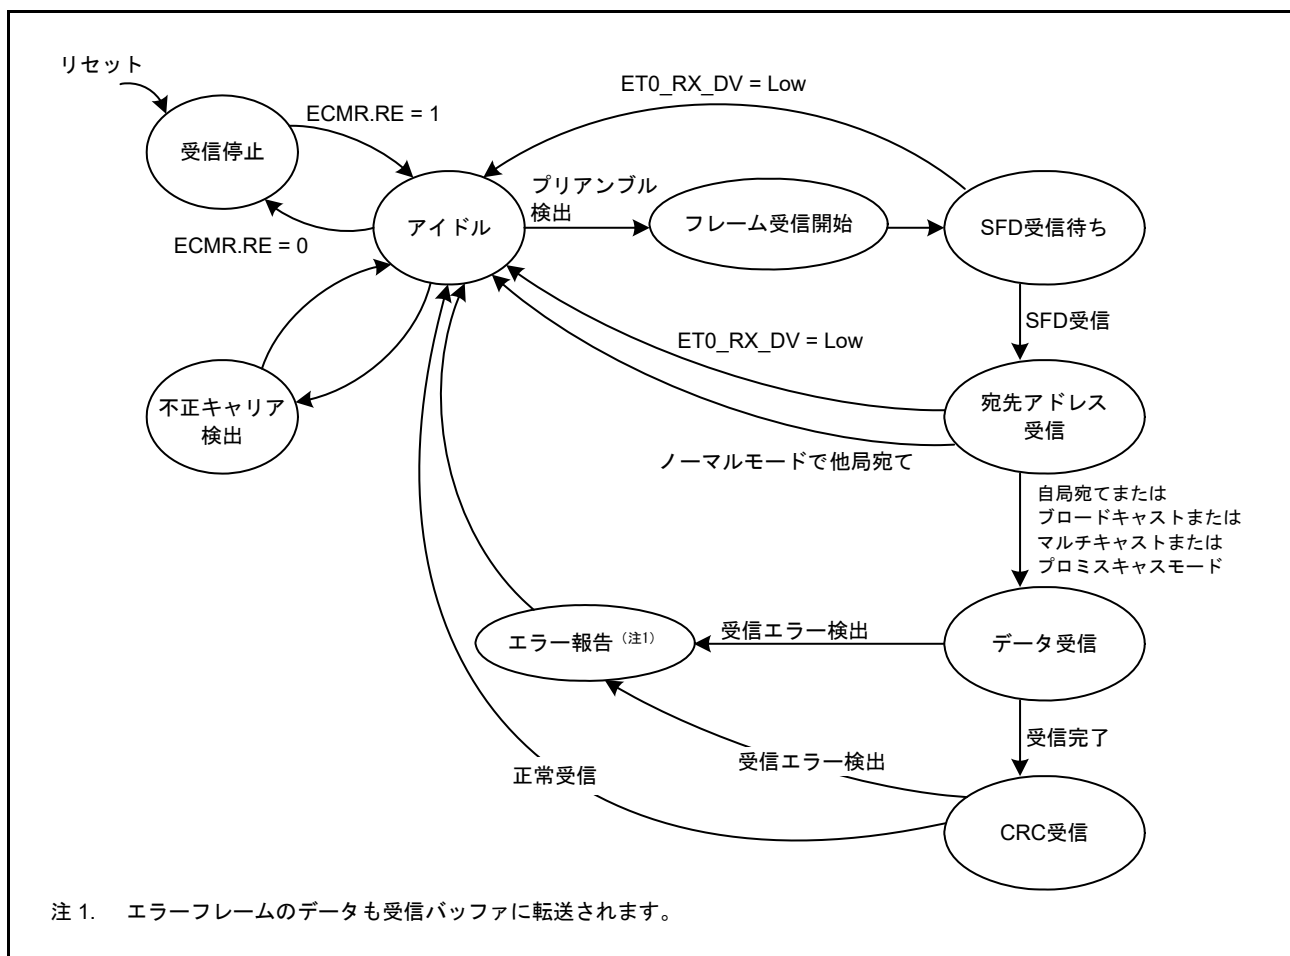 リセット
ET0_RX_DV = Low
ECMR.RE = 1
受信停止
プリアンブル
検出
アイドル
フレーム受信開始
SFD受信待ち
ECMR.RE = 0
SFD受信
ET0_RX_DV = Low
不正キャリア
検出
宛先アドレス
受信
ノーマルモードで他局宛て
自局宛てまたは
ブロードキャストまたは
マルチキャストまたは
プロミスキャスモード
エラー報告（注1）
受信エラー検出
データ受信
受信完了
受信エラー検出
正常受信
CRC受信
注 1. エラーフレームのデータも受信バッファに転送されます。